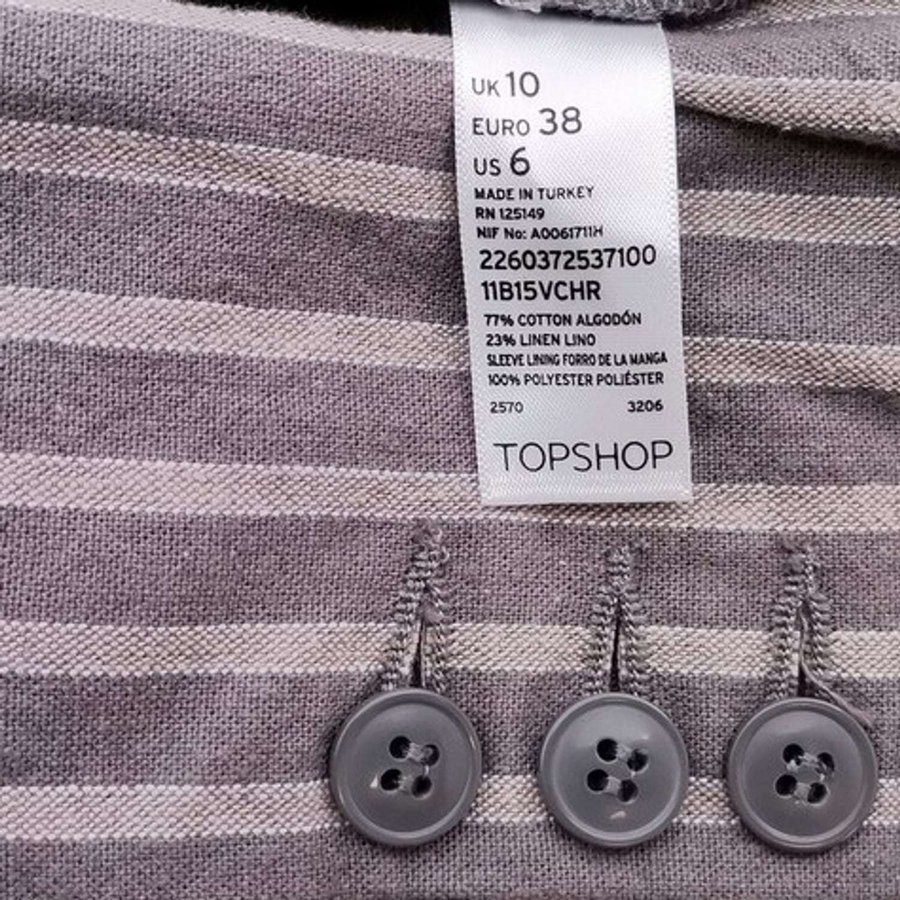 UK 10
EURO 38
US 6
MADE IN TURKEY
RN 125149
NIF No: A0061711H
2260372537100
11B15VCHR
77% COTTON ALGODÓN
23% LINEN LINO
SLEEVE LINING FORRO DE LA MANGA
100% POLYESTER POLIÉSTER
2570 3206
TOPSHOP